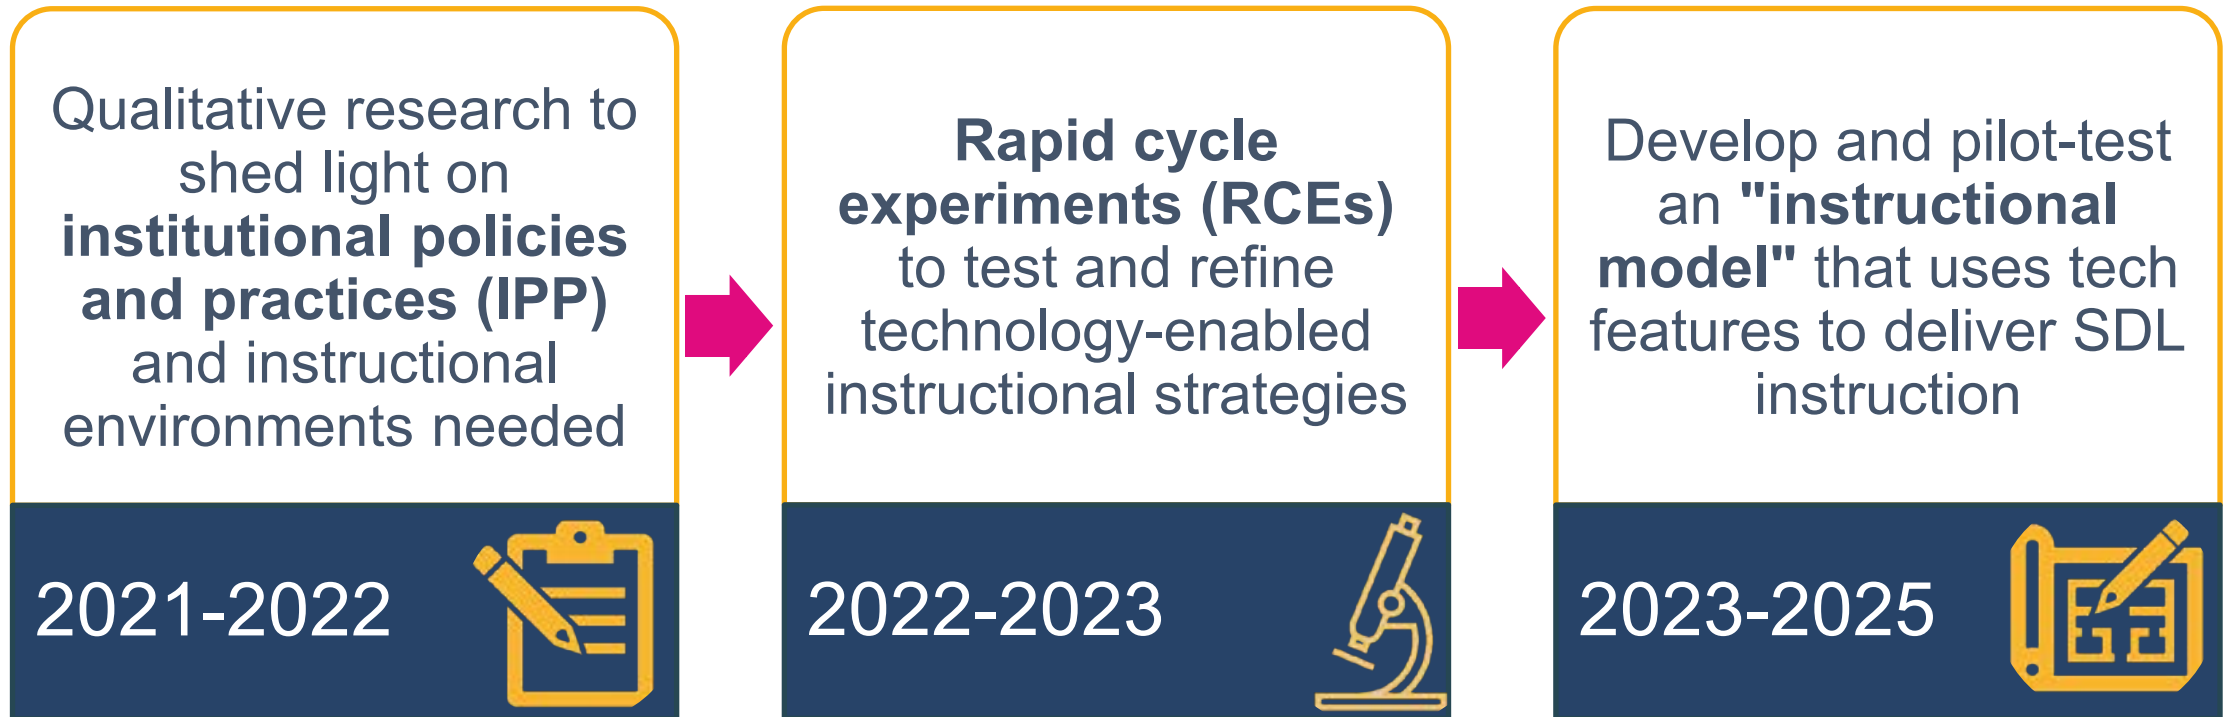 Qualitative research to
shed light on
institutional policies
and practices (IPP)
and instructional
environments needed
2021-2022
Rapid cycle
experiments (RCEs)
to test and refine
technology-enabled
instructional strategies
2022-2023
Develop and pilot-test
an "instructional
model" that uses tech
features to deliver SDL
instruction
2023-2025